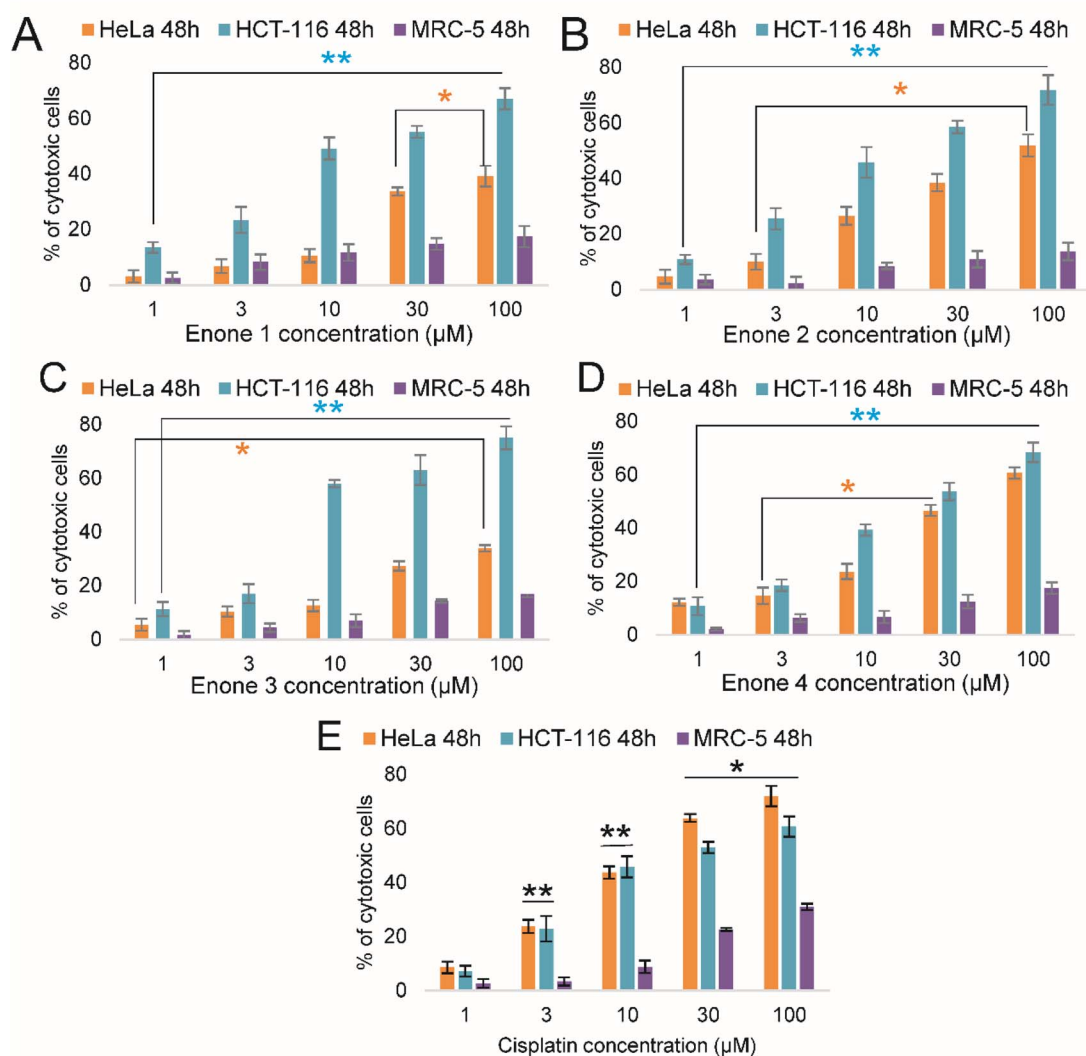 A
HeLa 48h HCT-116 48h MRC-5 48h
**
*
% of cytotoxic cells
80
60
40
20
0
1 3 10 30 100
Enone 1 concentration (µM)
B
HeLa 48h HCT-116 48h MRC-5 48h
**
*
% of cytotoxic cells
80
60
40
20
0
1 3 10 30 100
Enone 2 concentration (µM)
C
HeLa 48h HCT-116 48h MRC-5 48h
**
*
% of cytotoxic cells
80
60
40
20
0
1 3 10 30 100
Enone 3 concentration (µM)
D
HeLa 48h HCT-116 48h MRC-5 48h
**
*
% of cytotoxic cells
80
60
40
20
0
1 3 10 30 100
Enone 4 concentration (µM)
E
HeLa 48h HCT-116 48h MRC-5 48h
*
**
**
% of cytotoxic cells
80
60
40
20
0
1 3 10 30 100
Cisplatin concentration (µM)